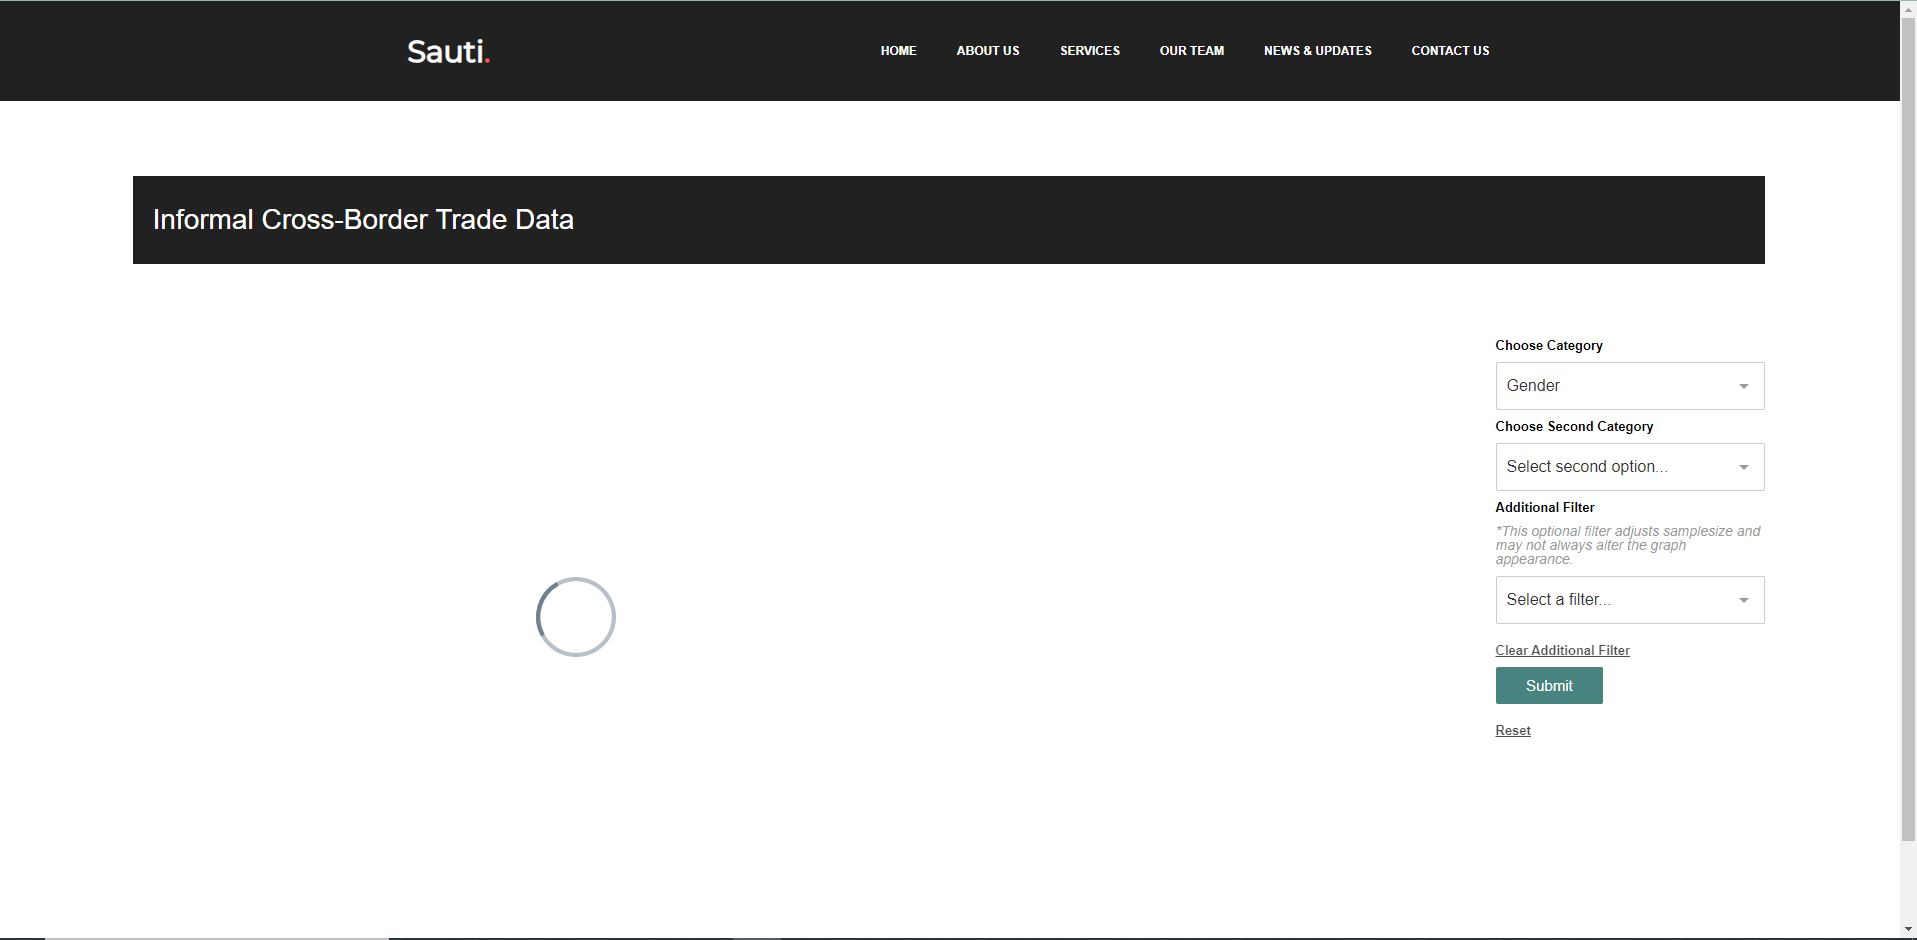 Sauti.
HOME ABOUT US SERVICES OUR TEAM NEWS & UPDATES CONTACT US
Informal Cross-Border Trade Data
Choose Category
Gender
Choose Second Category
Select second option...
Additional Filter
*This optional filter adjusts samplesize and
may not always alter the graph
appearance.
Select a filter...
Clear Additional Filter
Submit
Reset